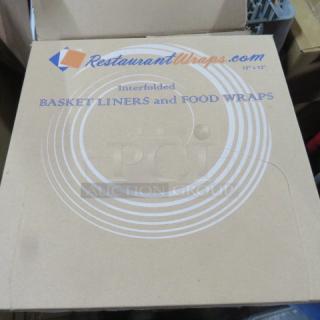 RestaurantWraps.com
12" x 12"
Interfolded
BASKET LINERS and FOOD WRAPS
PCI
AUCTION GROUP